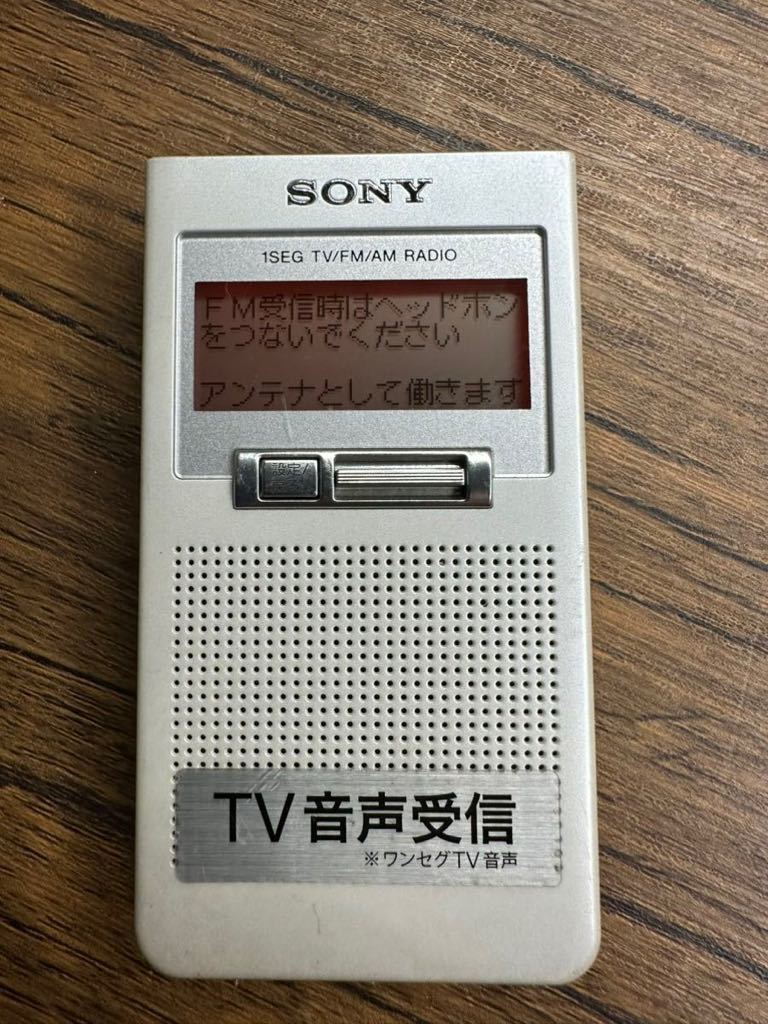 SONY
1SEG TV/FM/AM RADIO
FM受信時はヘッドホン
をつないでください
アンテナとして働きます
設定/
TV音声受信
※ワンセグTV音声